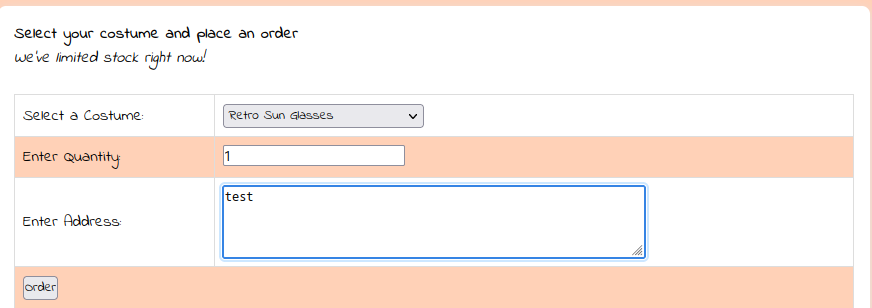 Select your costume and place an order
We've limited stock right now!
Select a Costume: Retro Sun Glasses
Enter Quantity: 1
Enter Address: test
order